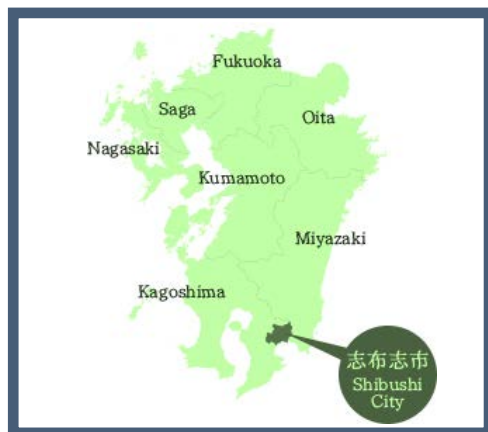 Fukuoka
Saga
Oita
Nagasaki
Kumamoto
Miyazaki
Kagoshima
志布志市
Shibushi
City